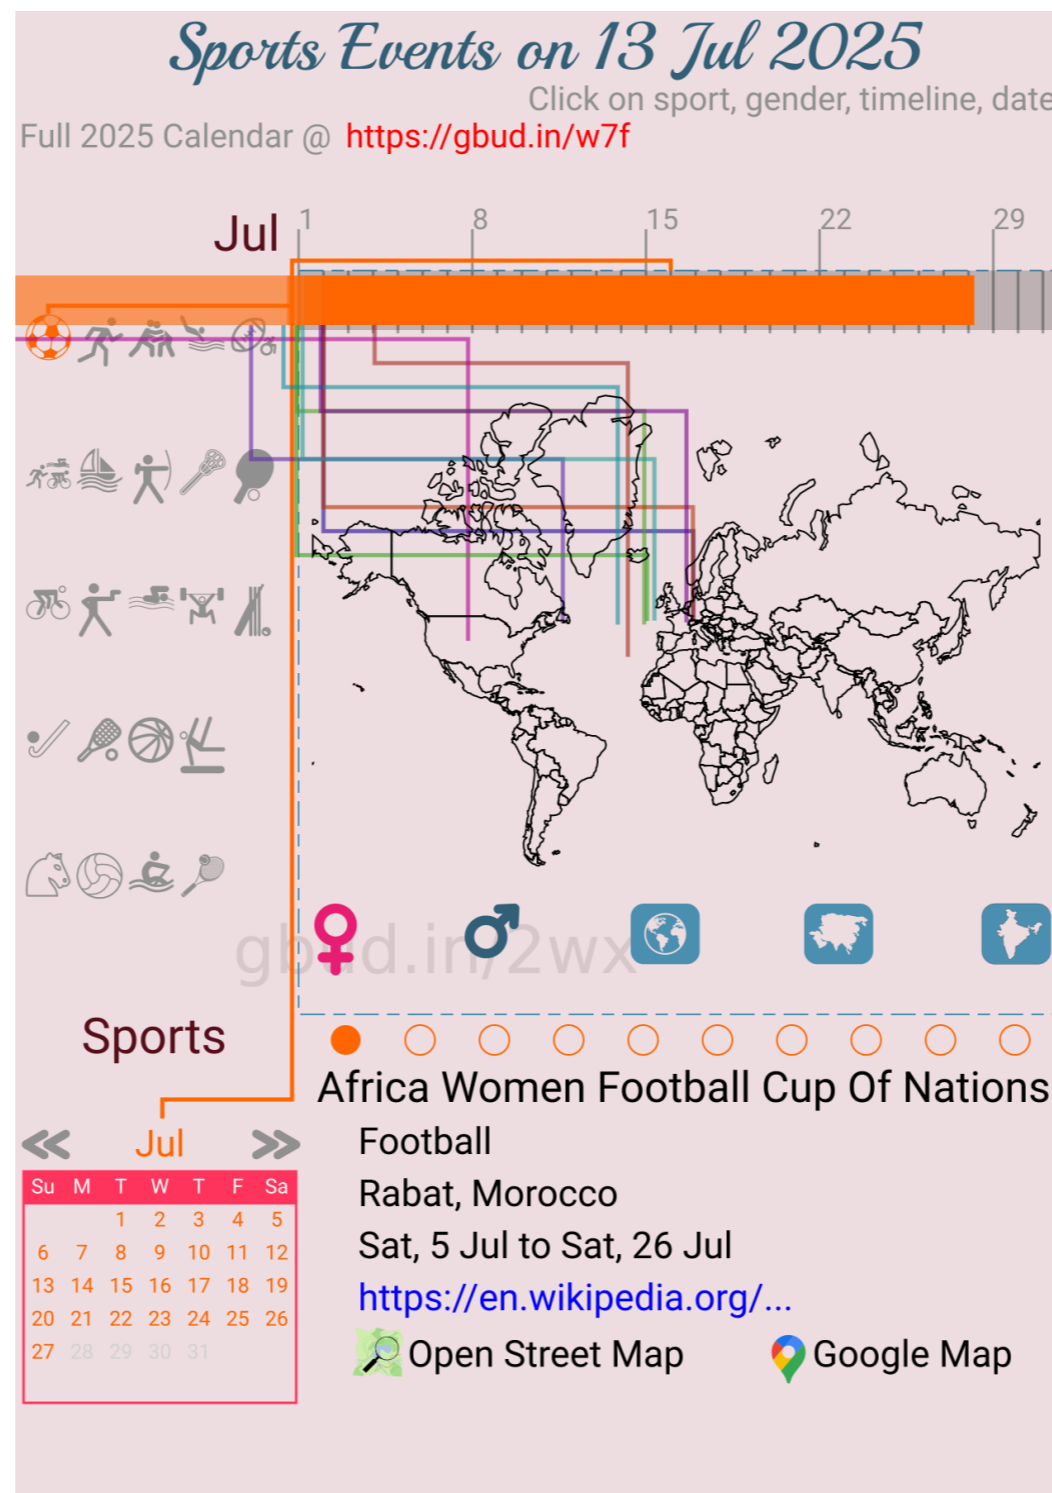 Sports Events on 13 Jul 2025
Click on sport, gender, timeline, date
Full 2025 Calendar @ https://gbud.in/w7f
Jul 1 8 15 22 29
gbud.in/2wx
Sports
Africa Women Football Cup Of Nations
Football
Rabat, Morocco
Sat, 5 Jul to Sat, 26 Jul
https://en.wikipedia.org/...
Open Street Map Google Map
Jul
Su M T W T F Sa
1 2 3 4 5
6 7 8 9 10 11 12
13 14 15 16 17 18 19
20 21 22 23 24 25 26
27 28 29 30 31